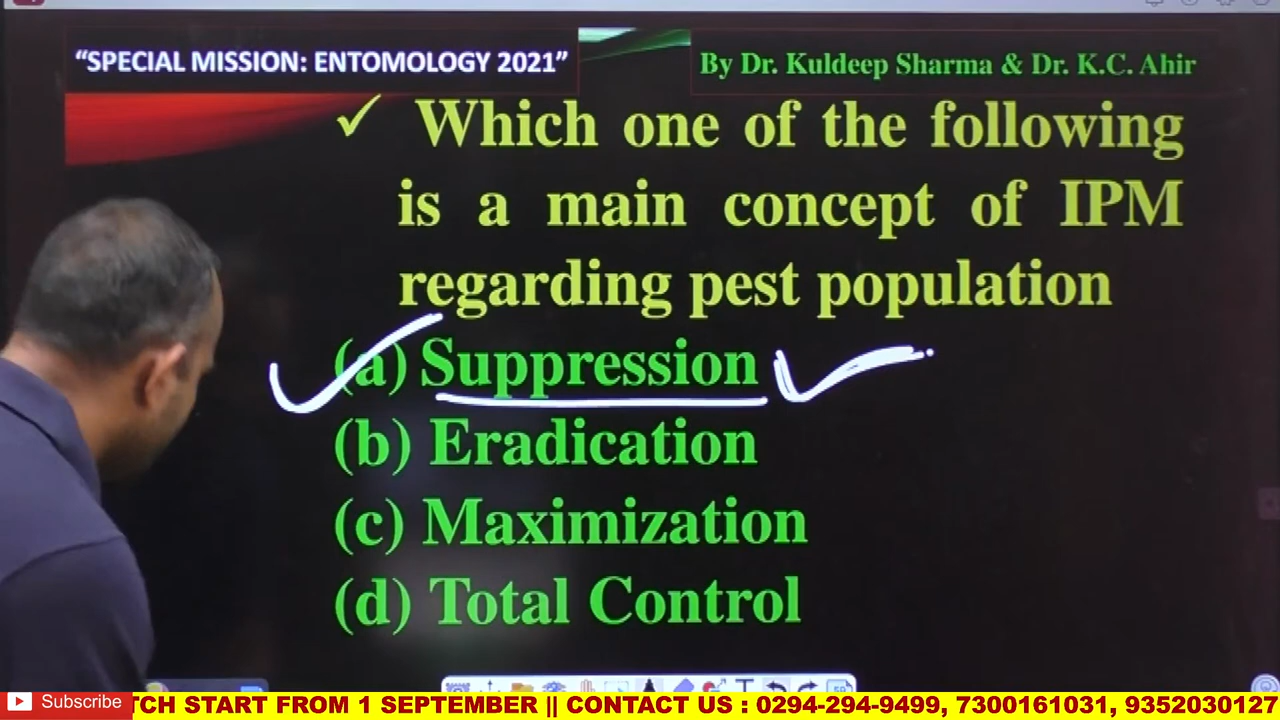 “SPECIAL MISSION: ENTOMOLOGY 2021”
By Dr. Kuldeep Sharma & Dr. K.C. Ahir
✓ Which one of the following
is a main concept of IPM
regarding pest population
(a) Suppression
(b) Eradication
(c) Maximization
(d) Total Control
Subscribe
TCH START FROM 1 SEPTEMBER || CONTACT US : 0294-294-9499, 7300161031, 9352030127